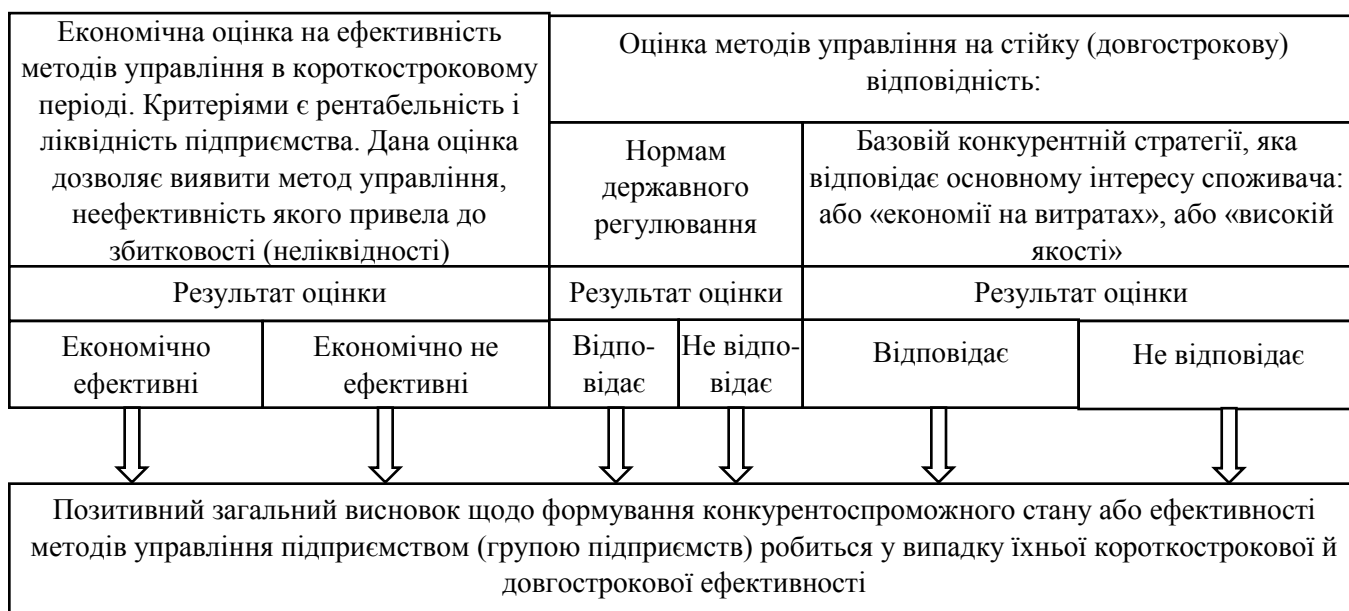 Економічна оцінка на ефективність
методів управління в короткостроковому
періоді. Критеріями є рентабельність і
ліквідність підприємства. Дана оцінка
дозволяє виявити метод управління,
неефективність якого привела до
збитковості (неліквідності)
Оцінка методів управління на стійку (довгострокову)
відповідність:
Нормам
державного
регулювання
Базовій конкурентній стратегії, яка
відповідає основному інтересу споживача:
або «економії на витратах», або «високій
якості»
Результат оцінки
Результат оцінки
Результат оцінки
Економічно
ефективні
Економічно не
ефективні
Відпо-
відає
Не відпо-
відає
Відповідає
Не відповідає
Позитивний загальний висновок щодо формування конкурентоспроможного стану або ефективності
методів управління підприємством (групою підприємств) робиться у випадку їхньої короткострокової й
довгострокової ефективності